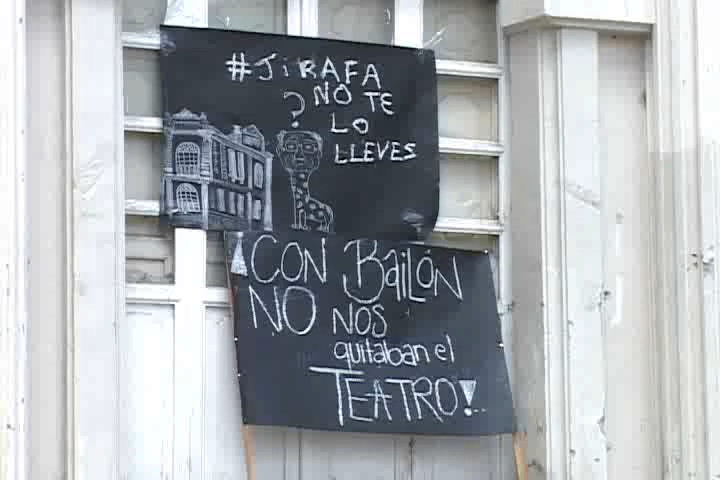 #JiRAFA
NO TE
LO
LLEVES
?
¡CON BAiLÓN
NO NOS
quitaban el
TEATRO!..